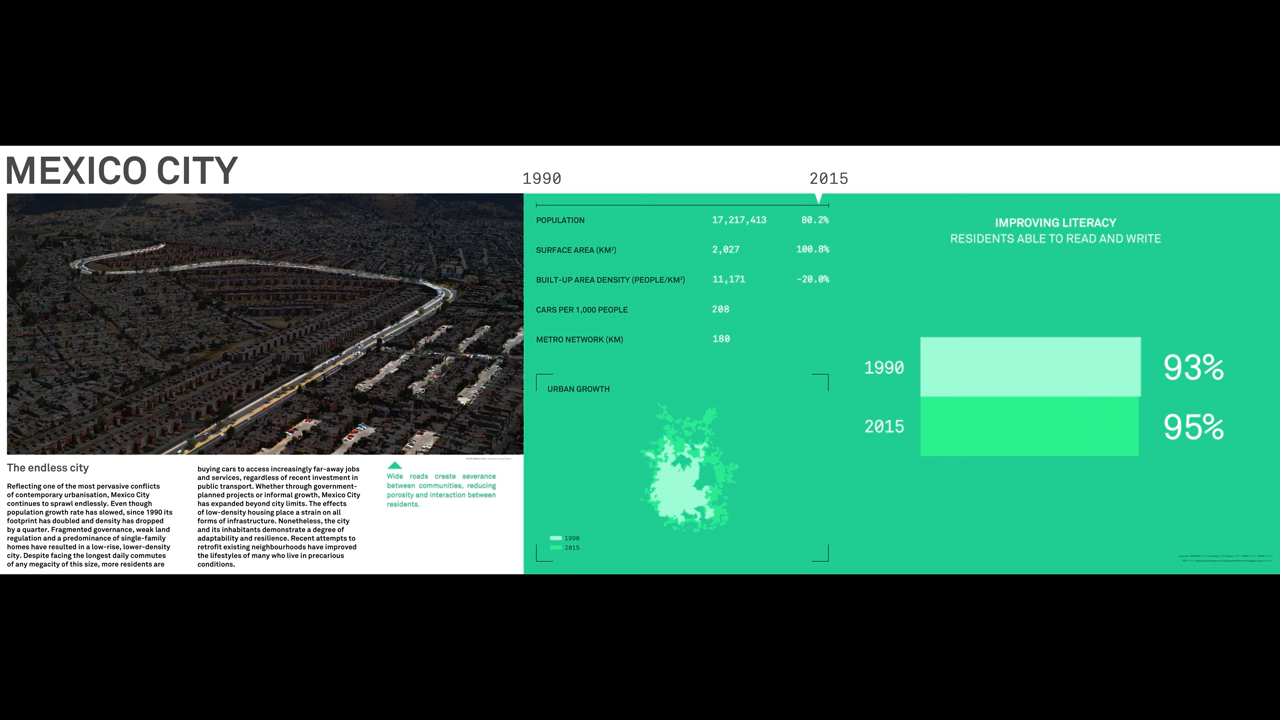 MEXICO CITY
1990
2015
The endless city
Reflecting one of the most pervasive conflicts
of contemporary urbanisation, Mexico City
continues to sprawl endlessly. Even though
population growth rate has slowed, since 1990 its
footprint has doubled and density has dropped
by a quarter. Fragmented governance, weak land
regulation and a predominance of single-family
homes have resulted in a low-rise, lower-density
city. Despite facing the longest daily commutes
of any megacity of this size, more residents are
buying cars to access increasingly far-away jobs
and services, regardless of recent investment in
public transport. Whether through government-
planned projects or informal growth, Mexico City
has expanded beyond city limits. The effects
of low-density housing place a strain on all
forms of infrastructure. Nonetheless, the city
and its inhabitants demonstrate a degree of
adaptability and resilience. Recent attempts to
retrofit existing neighbourhoods have improved
the lifestyles of many who live in precarious
conditions.
Wide roads create severance
between communities, reducing
porosity and interaction between
residents.
POPULATION 17,217,413 80.2%
SURFACE AREA (KM²) 2,027 100.8%
BUILT-UP AREA DENSITY (PEOPLE/KM²) 11,171 -20.0%
CARS PER 1,000 PEOPLE 208
METRO NETWORK (KM) 180
URBAN GROWTH
1990
2015
IMPROVING LITERACY
RESIDENTS ABLE TO READ AND WRITE
1990 93%
2015 95%